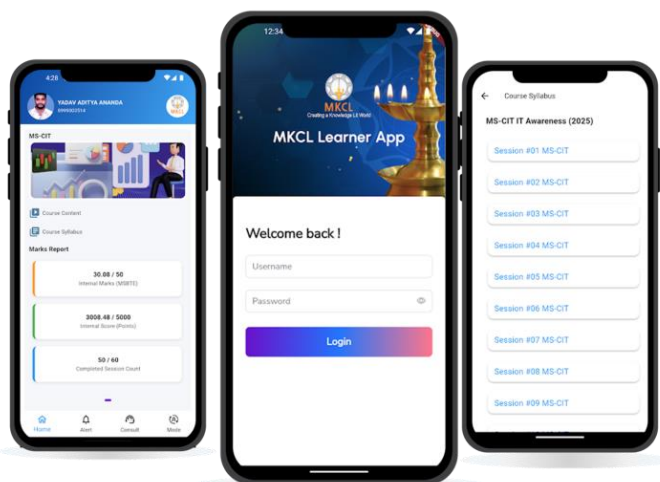 4:28
YADAV ADITYA ANANDA
MKCL
MS-CIT
Course Content
Course Syllabus
Marks Report
30.08 / 50
Internal Marks (MSBTE)
3008.48 / 5000
Internal Score (Points)
50 / 60
Completed Session Count
Home
Alert
Consult
Mode
12:34
MKCL
Creating a Knowledge Lit World
MKCL Learner App
Welcome back !
Username
Password
Login
Course Syllabus
MS-CIT IT Awareness (2025)
Session #01 MS-CIT
Session #02 MS-CIT
Session #03 MS-CIT
Session #04 MS-CIT
Session #05 MS-CIT
Session #06 MS-CIT
Session #07 MS-CIT
Session #08 MS-CIT
Session #09 MS-CIT